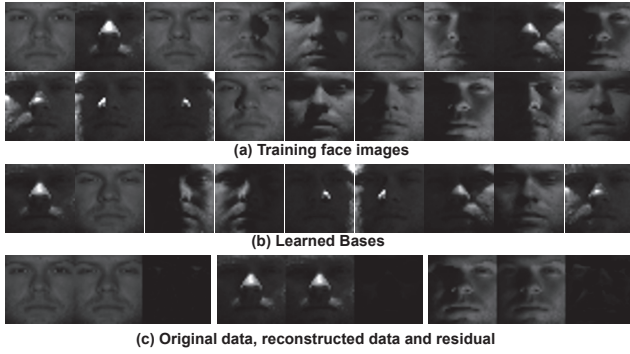 (a) Training face images
(b) Learned Bases
(c) Original data, reconstructed data and residual